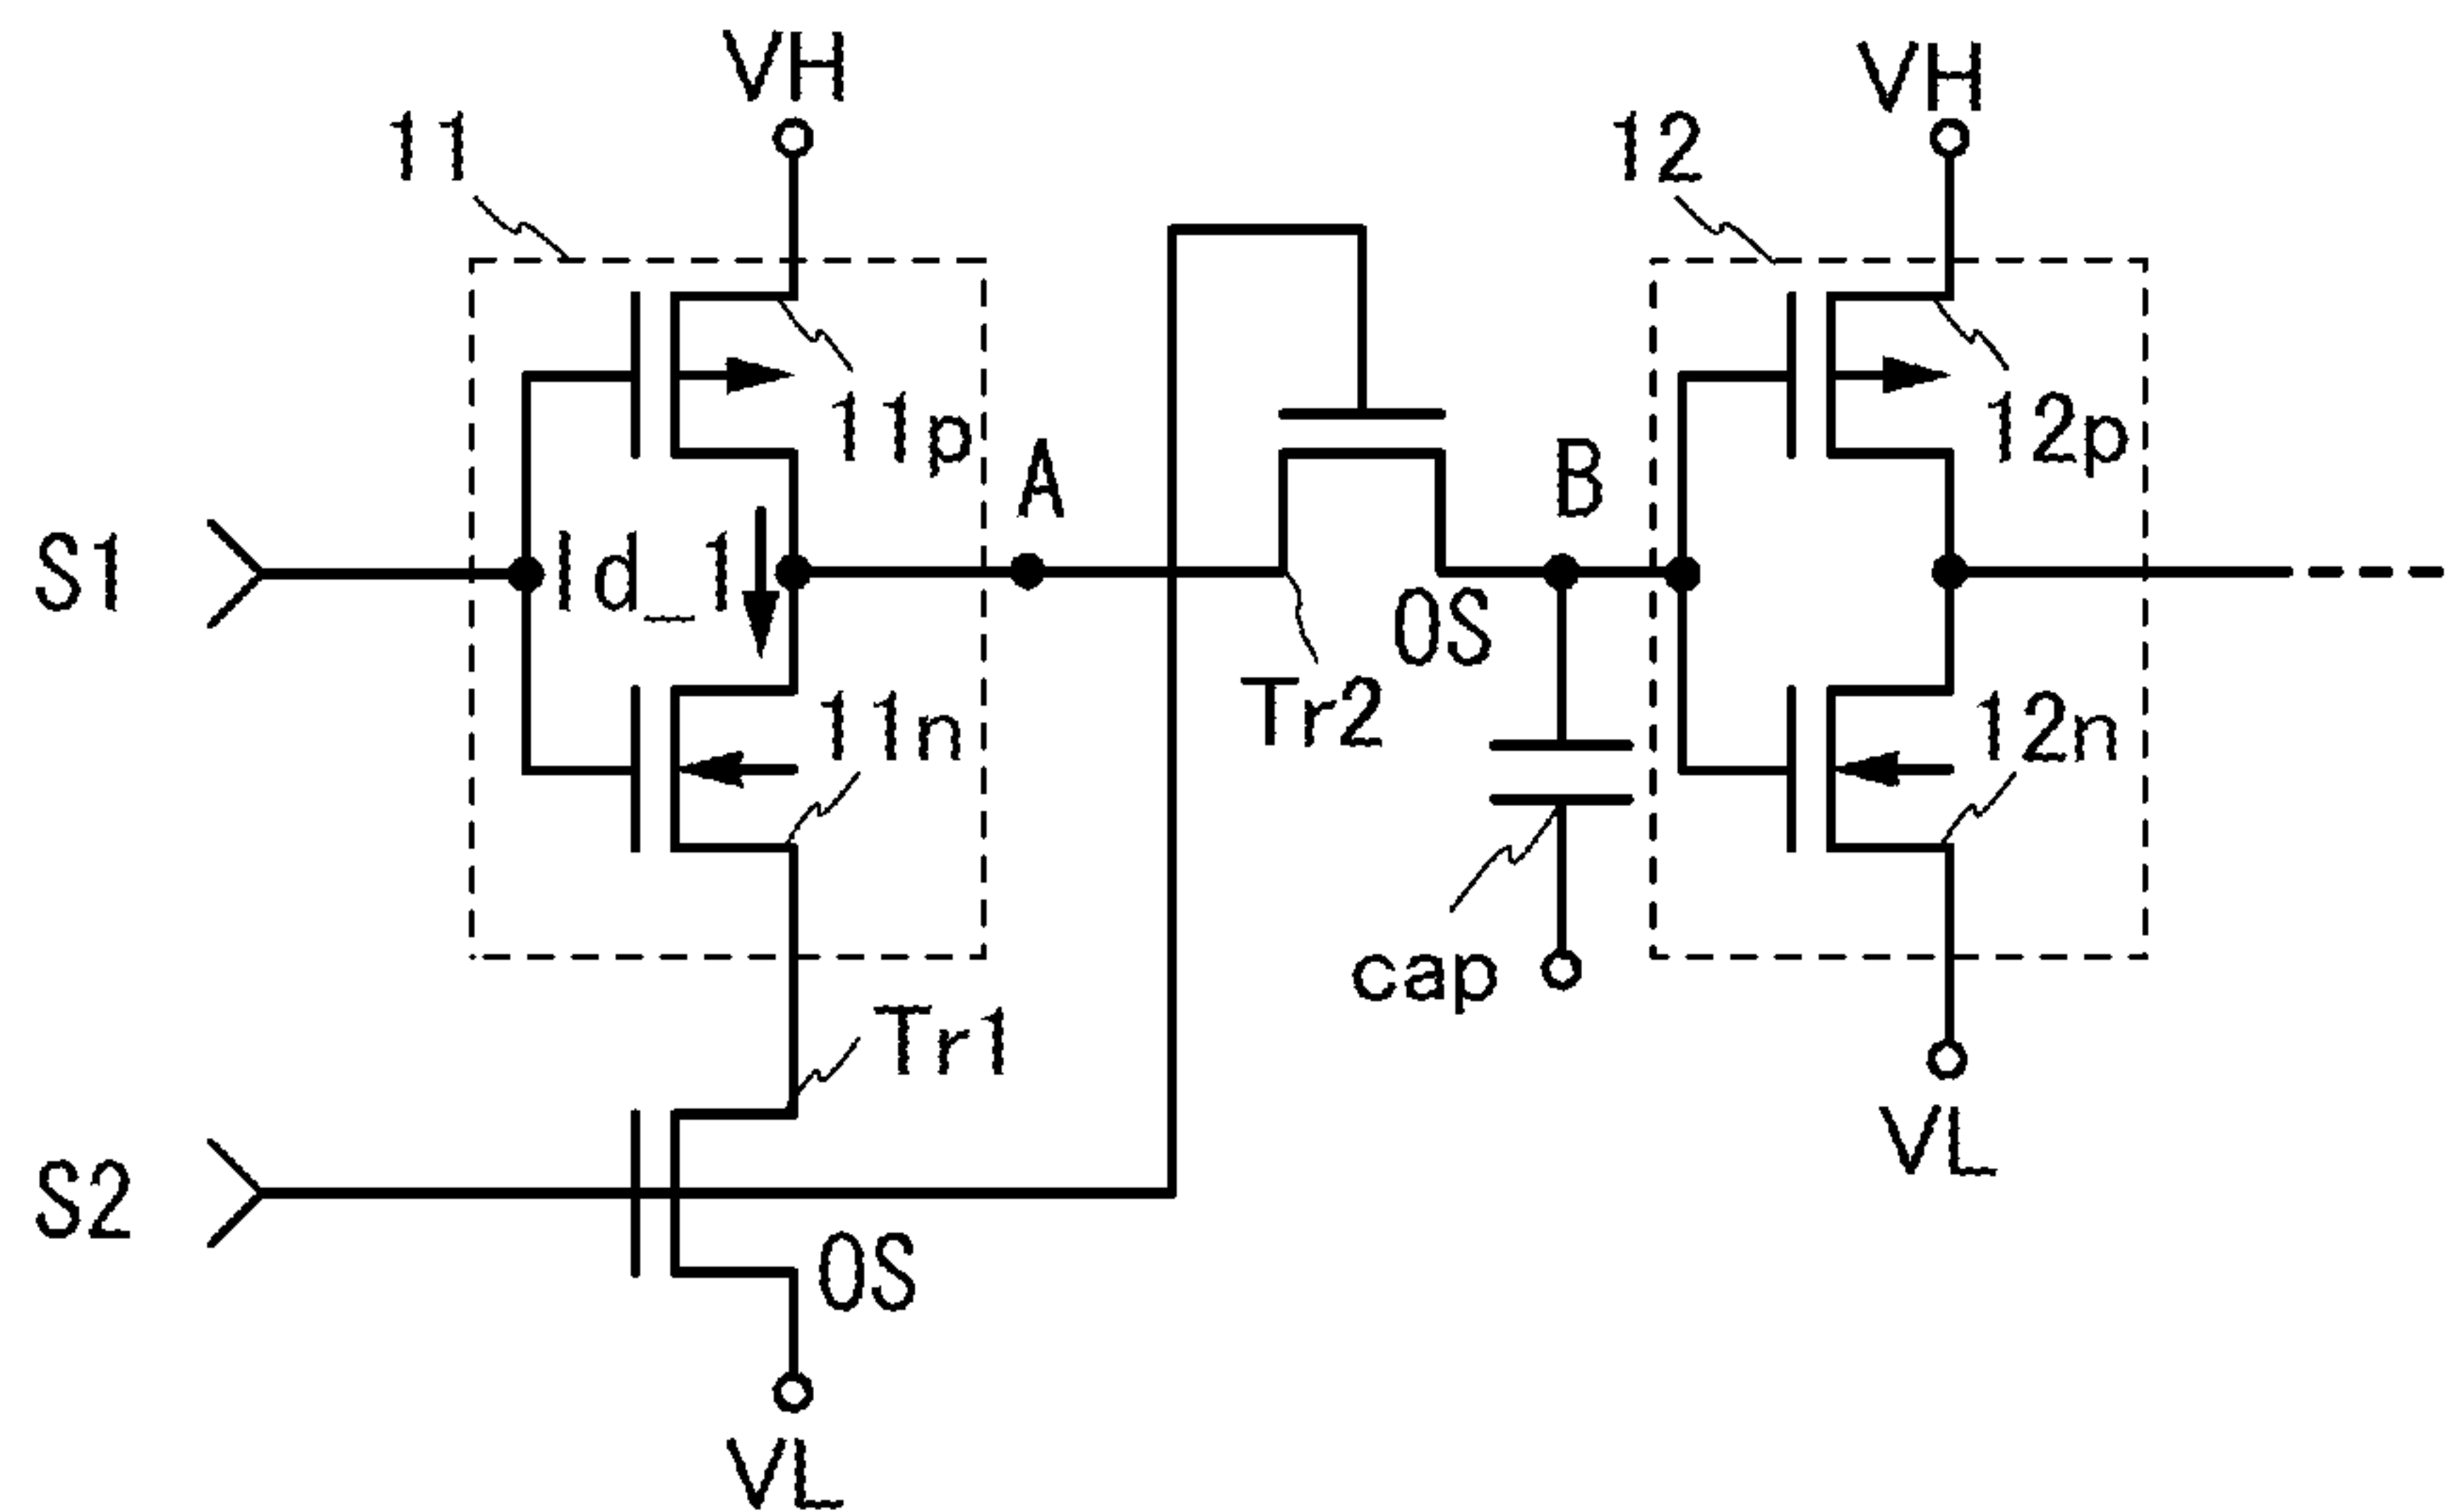 VH
VH
11
12
11p
12p
A
B
S1
Id_1
OS
11n
Tr2
12n
cap
Tr1
VL
S2
OS
VL